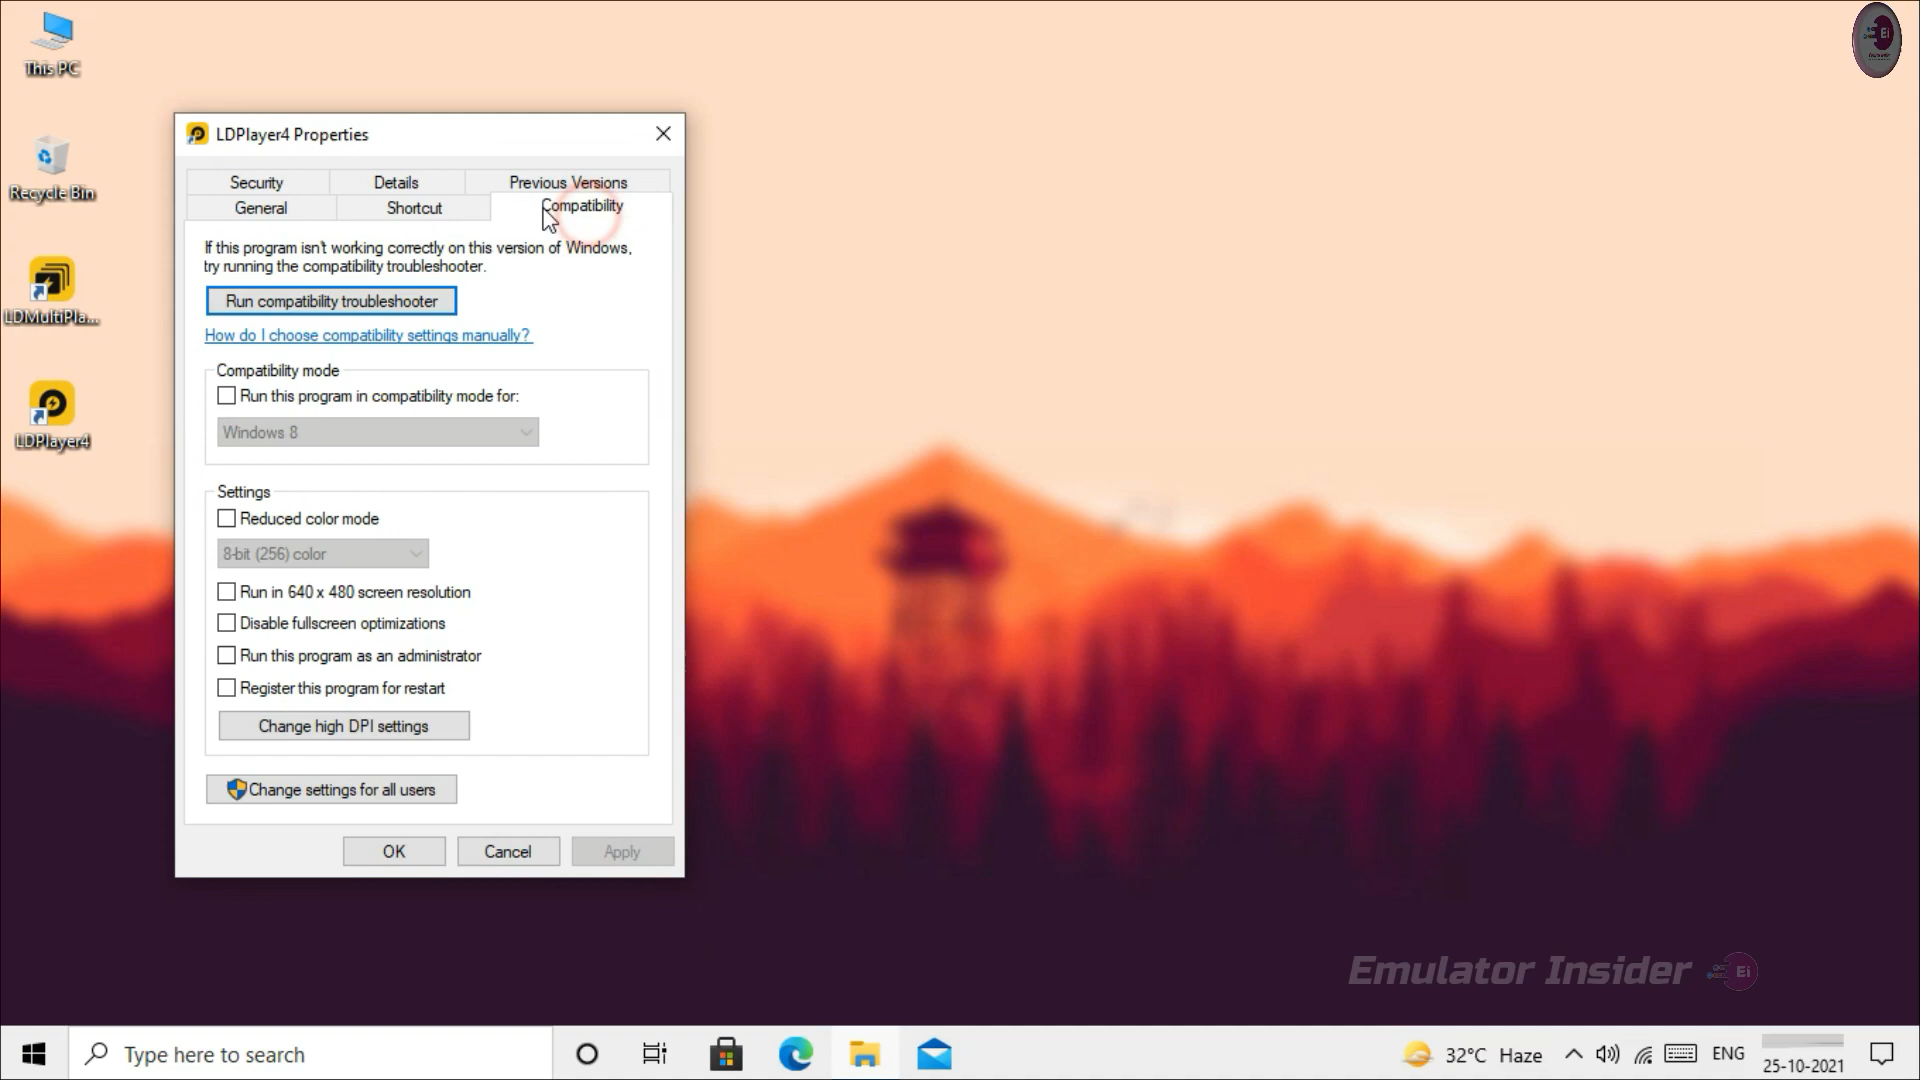 This PC
Recycle Bin
LDMultiPla...
LDPlayer4
LDPlayer4 Properties
Security
Details
Previous Versions
General
Shortcut
Compatibility
If this program isn't working correctly on this version of Windows,
try running the compatibility troubleshooter.
Run compatibility troubleshooter
How do I choose compatibility settings manually?
Compatibility mode
Run this program in compatibility mode for:
Windows 8
Settings
Reduced color mode
8-bit (256) color
Run in 640 x 480 screen resolution
Disable fullscreen optimizations
Run this program as an administrator
Register this program for restart
Change high DPI settings
Change settings for all users
OK
Cancel
Apply
Ei
Emulator Insider
Ei
Type here to search
32°C Haze
ENG
25-10-2021